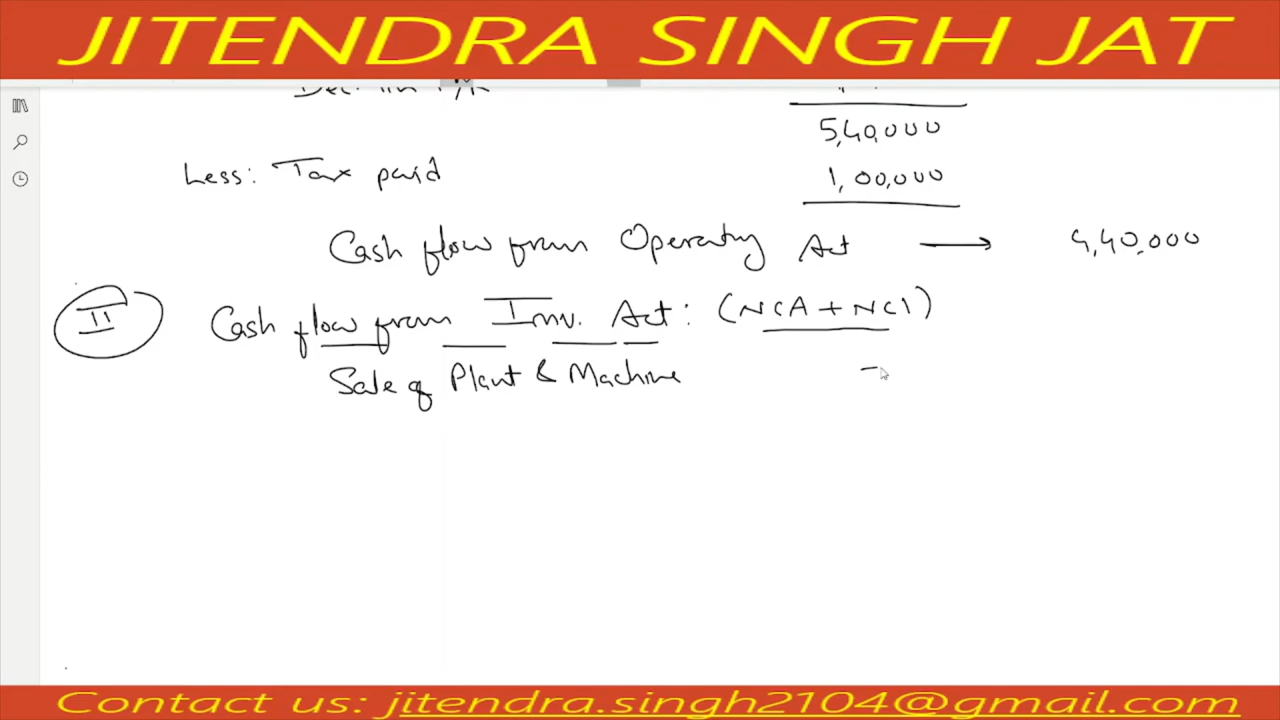 JITENDRA SINGH JAT
5,40,000
Less: Tax paid 1,00,000
Cash flow from Operating Act → 4,40,000
II Cash flow from Inv. Act: (NCA + NCI)
Sale of Plant & Machine
Contact us: jitendra.singh2104@gmail.com